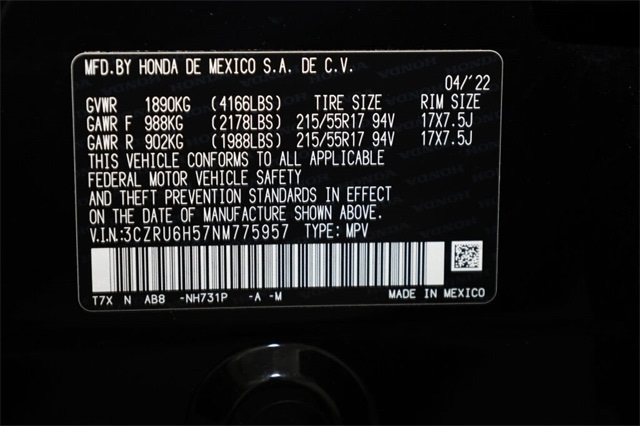 MFD.BY HONDA DE MEXICO S.A. DE C.V.
04/'22
GVWR 1890KG (4166LBS) TIRE SIZE RIM SIZE
GAWR F 988KG (2178LBS) 215/55R17 94V 17X7.5J
GAWR R 902KG (1988LBS) 215/55R17 94V 17X7.5J
THIS VEHICLE CONFORMS TO ALL APPLICABLE
FEDERAL MOTOR VEHICLE SAFETY
AND THEFT PREVENTION STANDARDS IN EFFECT
ON THE DATE OF MANUFACTURE SHOWN ABOVE.
V.I.N.:3CZRU6H57NM775957 TYPE: MPV
T7X N AB8 -NH731P -A -M MADE IN MEXICO